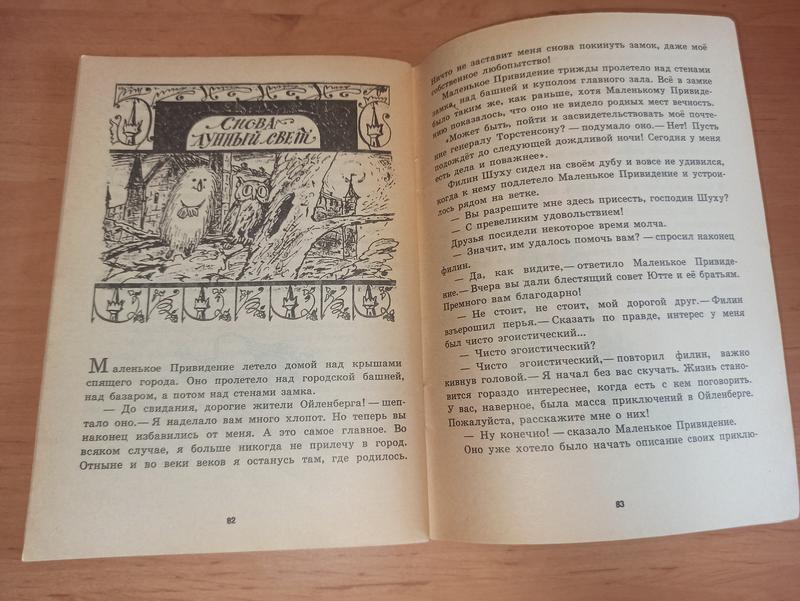 СНОВА
ЛУННЫЙ СВЕТ
Маленькое Привидение летело домой над крышами
спящего города. Оно пролетело над городской башней,
над базаром, а потом над стенами замка.
— До свидания, дорогие жители Ойленберга! — шеп-
тало оно.— Я наделало вам много хлопот. Но теперь вы
наконец избавились от меня. А это самое главное. Во
всяком случае, я больше никогда не прилечу в город.
Отныне и во веки веков я останусь там, где родилось.
82
Ничто не заставит меня снова покинуть замок, даже моё
собственное любопытство!
Маленькое Привидение трижды пролетело над стенами
замка, над башней и куполом главного зала. Всё в замке
было таким же, как раньше, хотя Маленькому Привиде-
нию показалось, что оно не видело родных мест вечность.
«Может быть, пойти и засвидетельствовать моё почте-
ние генералу Торстенсону? — подумало оно.— Нет! Пусть
подождёт до следующей дождливой ночи! Сегодня у меня
есть дела и поважнее».
Филин Шуху сидел на своём дубу и вовсе не удивился,
когда к нему подлетело Маленькое Привидение и устрои-
лось рядом на ветке.
— Вы разрешите мне здесь присесть, господин Шуху?
— С превеликим удовольствием!
Друзья посидели некоторое время молча.
— Значит, им удалось помочь вам? — спросил наконец
филин.
— Да, как видите,— ответило Маленькое Привиде-
ние.— Вчера вы дали блестящий совет Ютте и её братьям.
Премного вам благодарно!
— Не стоит, не стоит, мой дорогой друг.— Филин
взъерошил перья.— Сказать по правде, интерес у меня
был чисто эгоистический...
— Чисто эгоистический?
— Чисто эгоистический,— повторил филин, важно
кивнув головой.— Я начал без вас скучать. Жизнь стано-
вится гораздо интереснее, когда есть с кем поговорить.
У вас, наверное, была масса приключений в Ойленберге.
Пожалуйста, расскажите мне о них!
— Ну конечно! — сказало Маленькое Привидение.
Оно уже хотело было начать описание своих приклю-
83